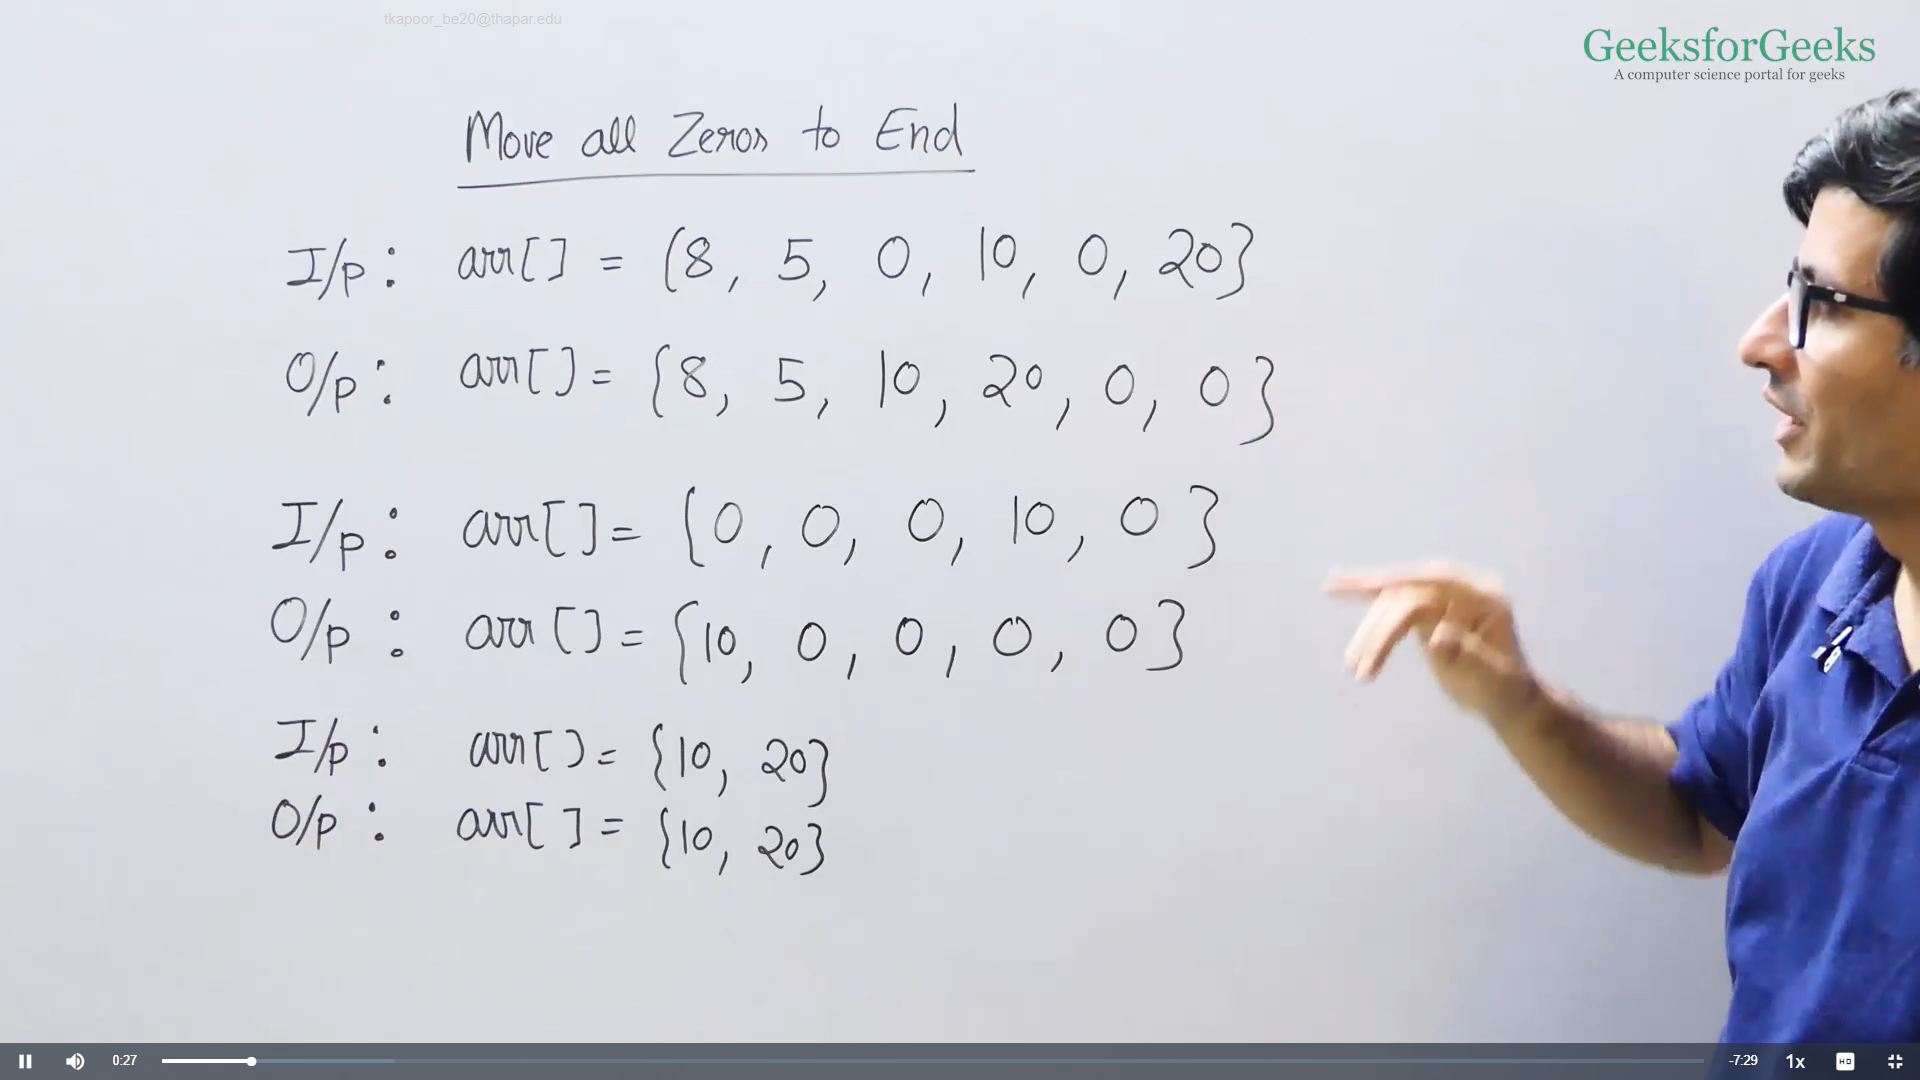 tkapoor_be20@thapar.edu
GeeksforGeeks
A computer science portal for geeks
Move all Zeros to End
I/p : arr[] = (8, 5, 0, 10, 0, 20}
O/p : arr[] = {8, 5, 10, 20, 0, 0}
I/p : arr[] = {0, 0, 0, 10, 0}
O/p : arr[] = {10, 0, 0, 0, 0}
I/p : arr[] = {10, 20}
O/p : arr[] = {10, 20}
0:27
-7:29
1x
HD